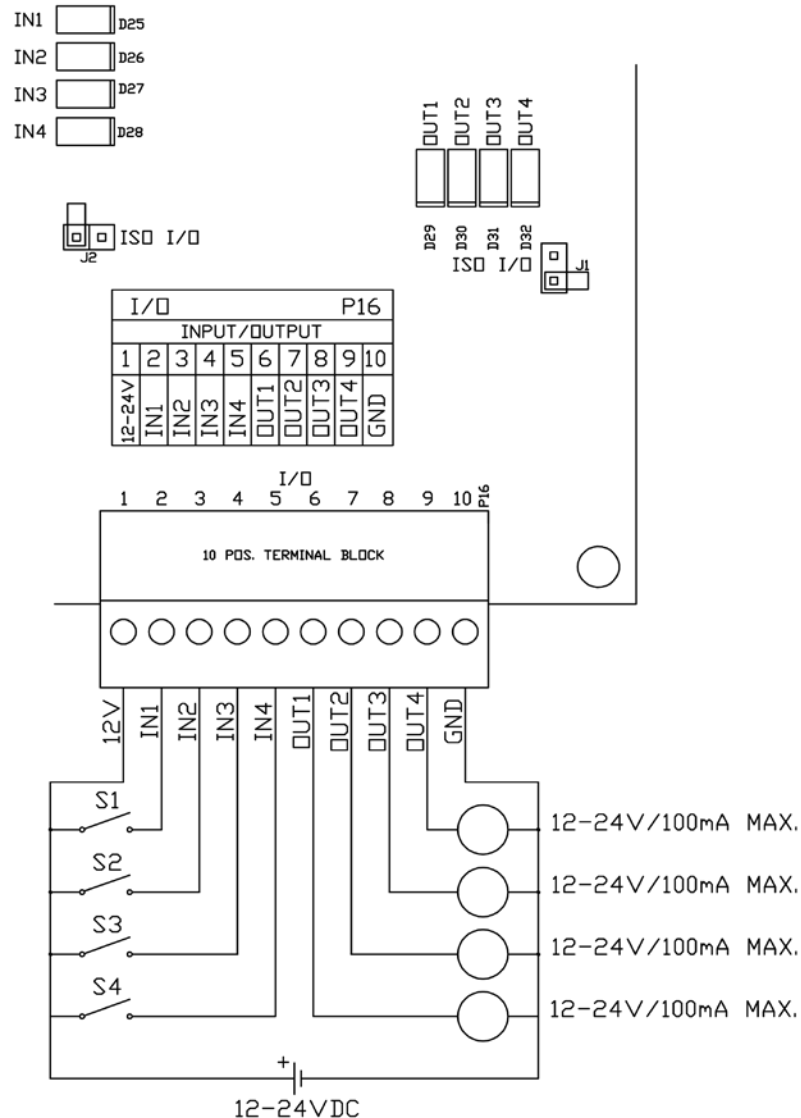 IN1 D25
IN2 D26
IN3 D27
IN4 D28
OUT1 OUT2 OUT3 OUT4
D29 D30 D31 D32
ISO I/O
J2
ISO I/O J1
I/O P16
INPUT/OUTPUT
1 2 3 4 5 6 7 8 9 10
12-24V IN1 IN2 IN3 IN4 OUT1 OUT2 OUT3 OUT4 GND
I/O
1 2 3 4 5 6 7 8 9 10 P16
10 POS. TERMINAL BLOCK
12V IN1 IN2 IN3 IN4 OUT1 OUT2 OUT3 OUT4 GND
S1
12-24V/100mA MAX.
S2
12-24V/100mA MAX.
S3
12-24V/100mA MAX.
S4
12-24V/100mA MAX.
+
12-24VDC